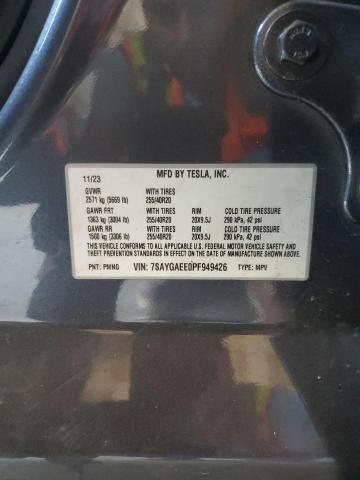 11/23 MFD BY TESLA, INC.
GVWR WITH TIRES
2571 kg (5669 lb) 255/40R20
GAWR FRT WITH TIRES RIM COLD TIRE PRESSURE
1363 kg (3004 lb) 255/40R20 20X9.5J 290 kPa, 42 psi
GAWR RR WITH TIRES RIM COLD TIRE PRESSURE
1500 kg (3306 lb) 255/40R20 20X9.5J 290 kPa, 42 psi
THIS VEHICLE CONFORMS TO ALL APPLICABLE U.S. FEDERAL MOTOR VEHICLE SAFETY AND
THEFT PREVENTION STANDARDS IN EFFECT ON THE DATE OF MANUFACTURE SHOWN ABOVE.
PNT: PMNG VIN: 7SAYGAEE0PF949426 TYPE: MPV